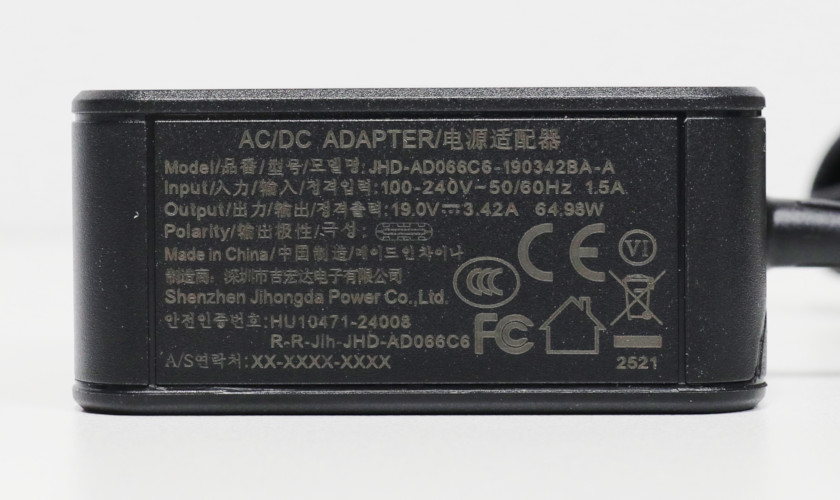 AC/DC ADAPTER/电源适配器
Model/品番/型号/모델명:JHD-AD066C6-190342BA-A
Input/入力/輸入/정격입력:100-240V~50/60Hz 1.5A
Output/出力/输出/정격출력:19.0V⎓3.42A 64.98W
Polarity/输出极性/극성:
Made in China/中国制造/메이드인차이나
制造商:深圳市吉宏达电子有限公司
Shenzhen Jihongda Power Co.,Ltd.
안전인증번호:HU10471-24008
R-R-Jih-JHD-AD066C6
A/S연락처:XX-XXXX-XXXX
CCC
CE
VI
FC
2521